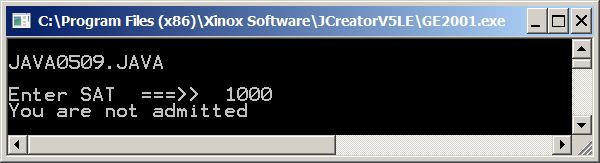 C:\Program Files (x86)\Xinox Software\JCreatorV5LE\GE2001.exe
JAVA0509.JAVA
Enter SAT  ===>>  1000
You are not admitted